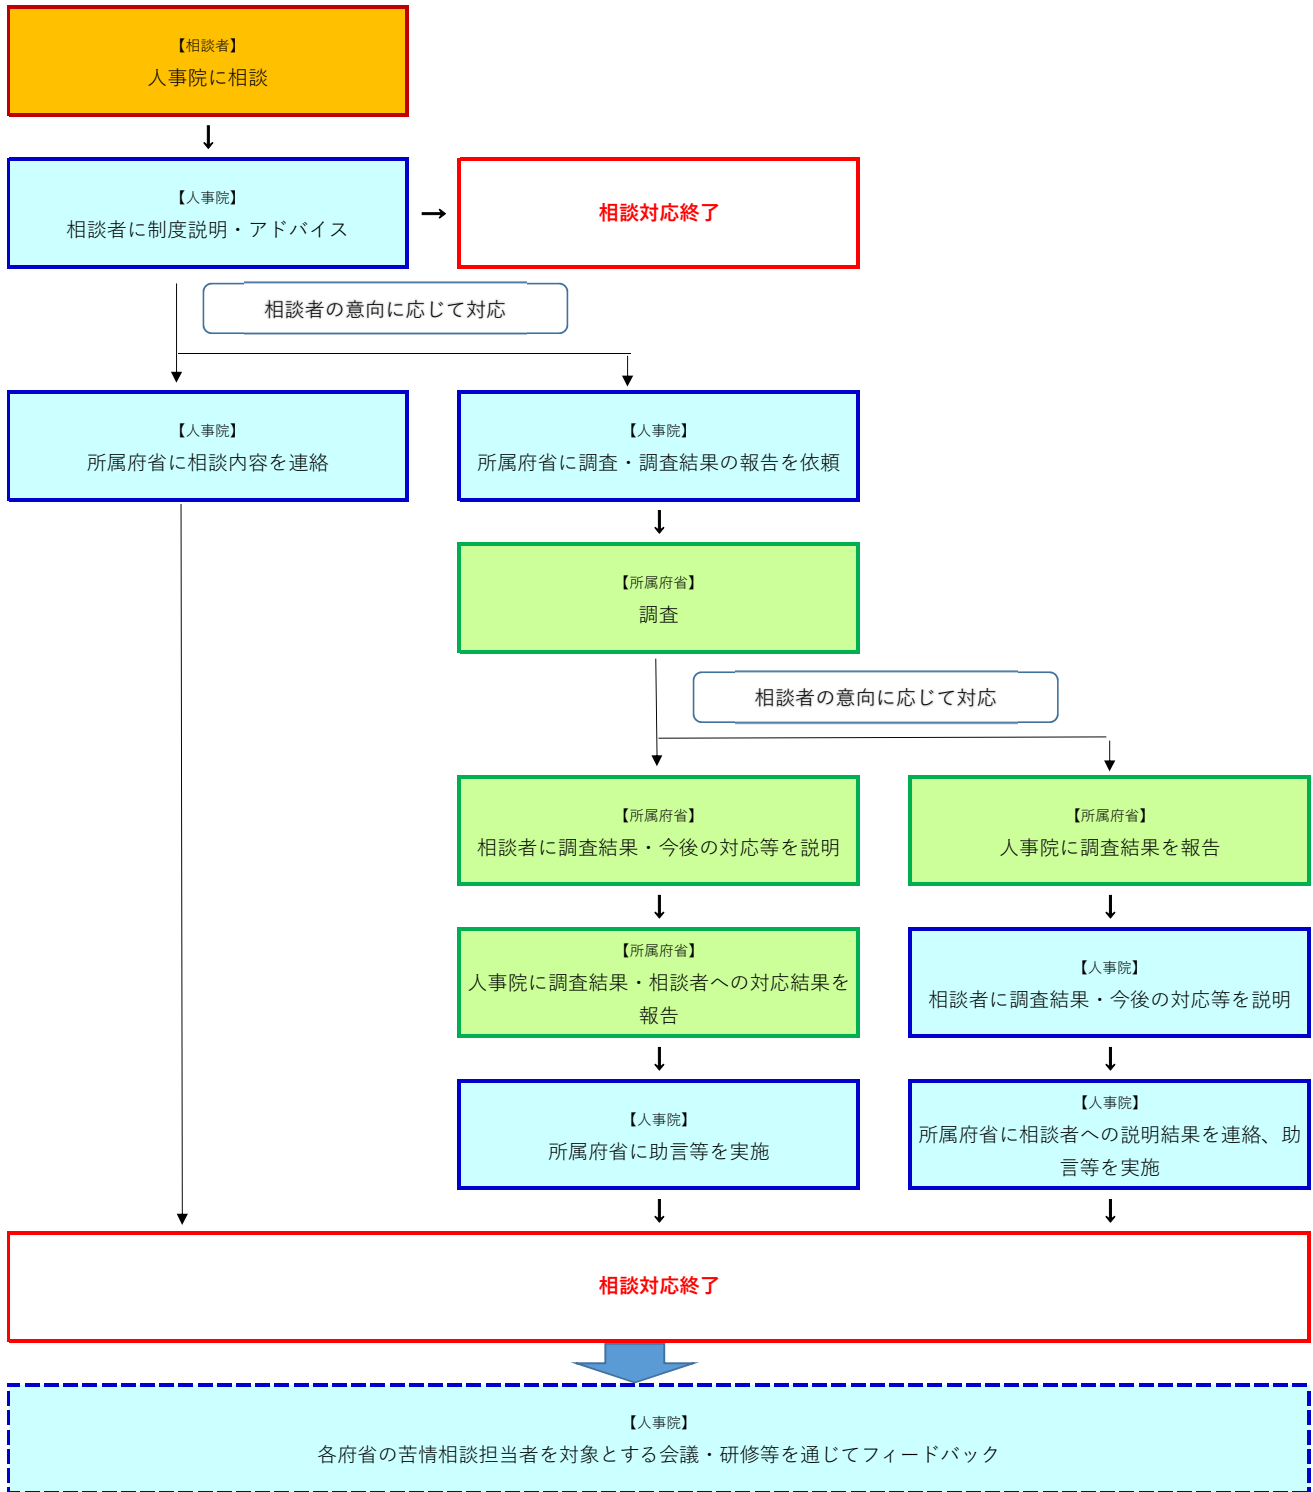 【相談者】
人事院に相談
↓
【人事院】
相談者に制度説明・アドバイス
→
相談対応終了
相談者の意向に応じて対応
【人事院】
所属府省に相談内容を連絡
【人事院】
所属府省に調査・調査結果の報告を依頼
↓
【所属府省】
調査
相談者の意向に応じて対応
【所属府省】
相談者に調査結果・今後の対応等を説明
【所属府省】
人事院に調査結果を報告
↓
↓
【所属府省】
人事院に調査結果・相談者への対応結果を
報告
【人事院】
相談者に調査結果・今後の対応等を説明
↓
↓
【人事院】
所属府省に助言等を実施
【人事院】
所属府省に相談者への説明結果を連絡、助
言等を実施
↓
↓
相談対応終了
【人事院】
各府省の苦情相談担当者を対象とする会議・研修等を通じてフィードバック